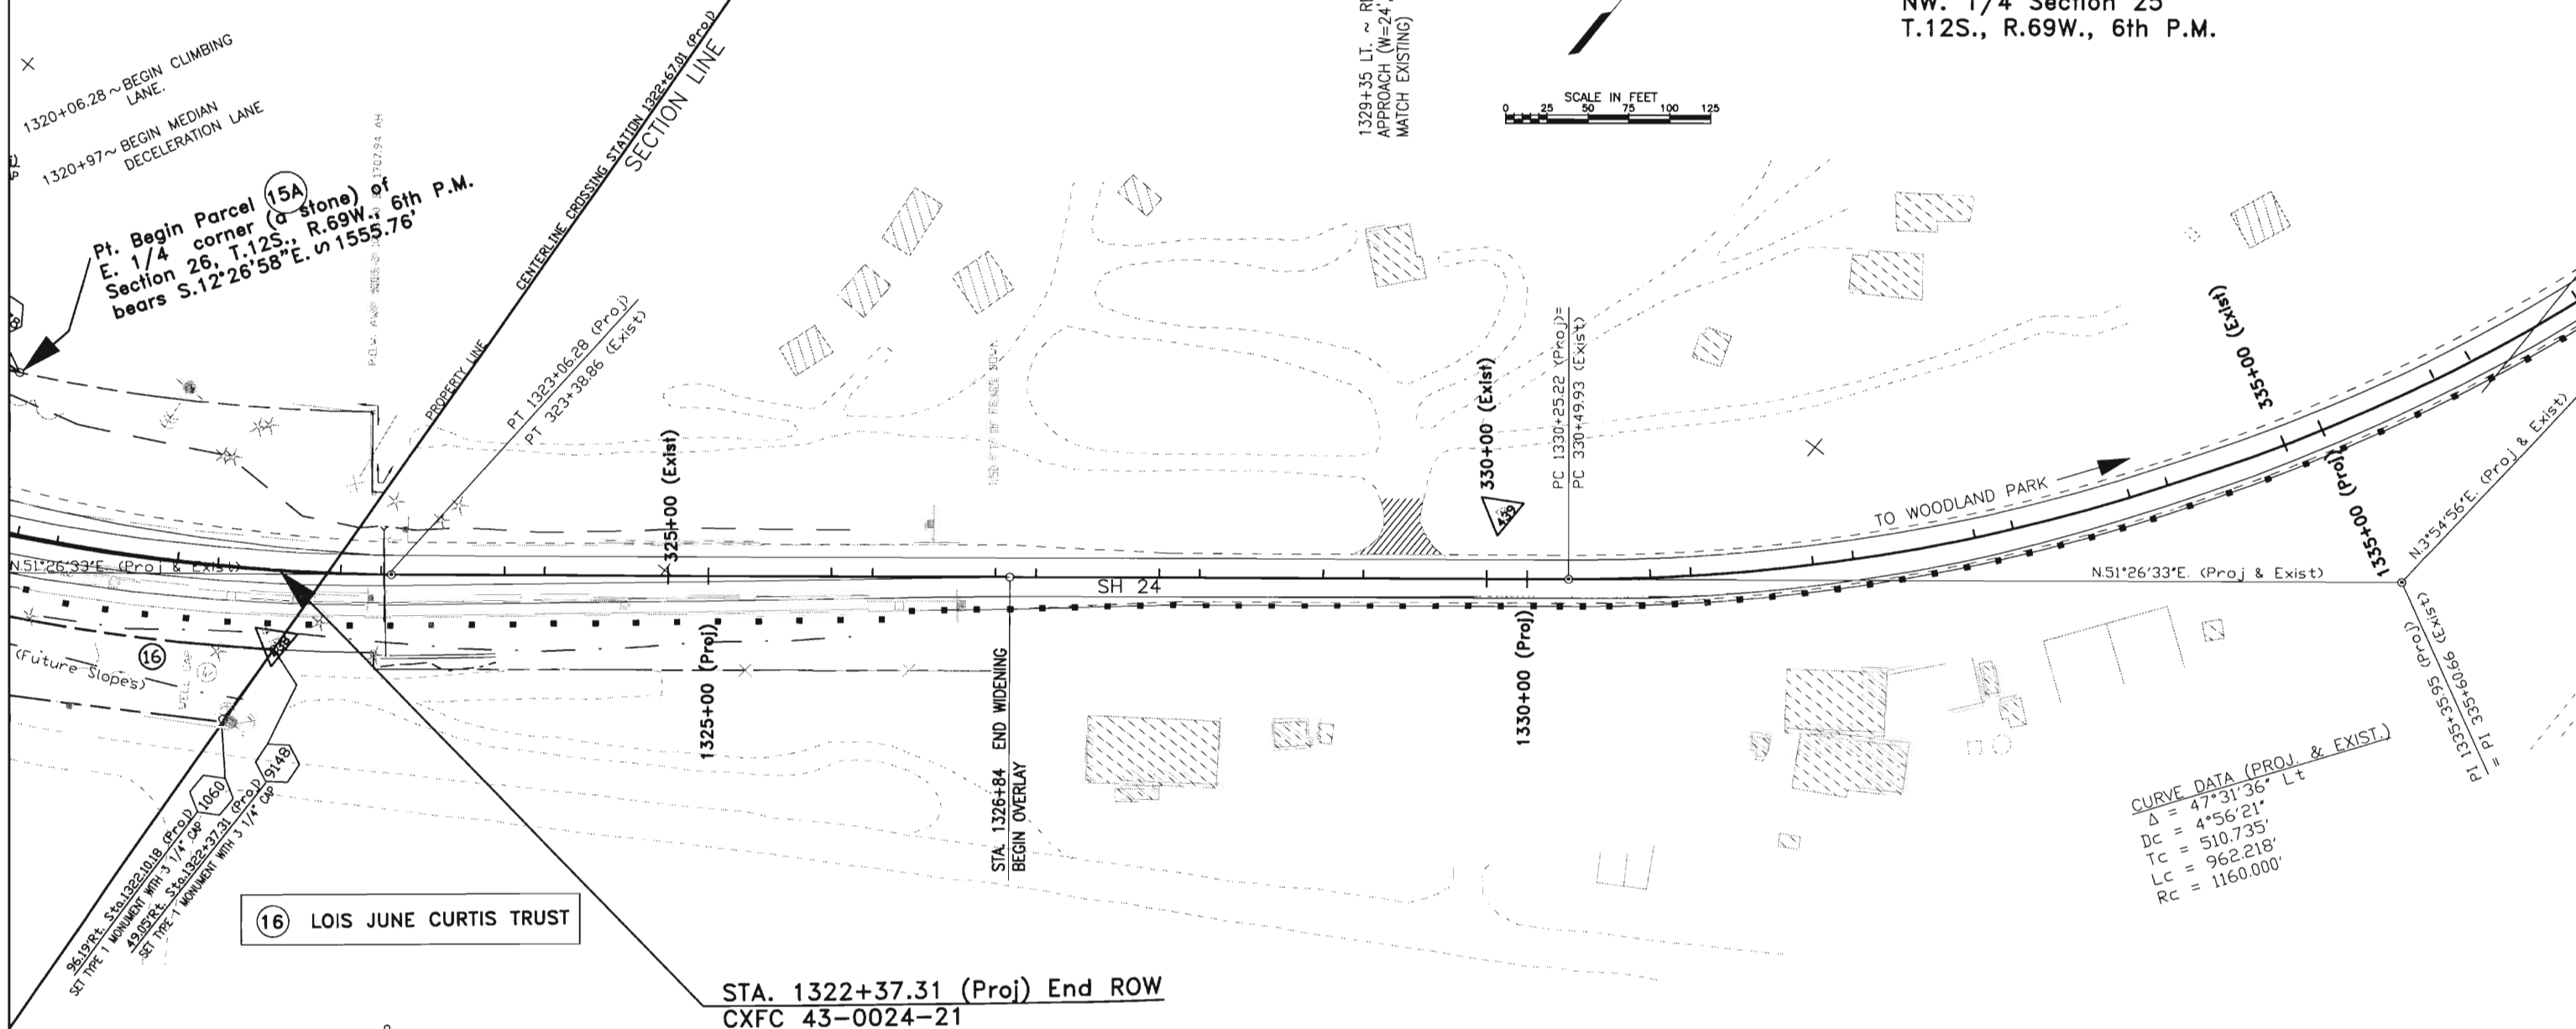 NW. 1/4 Section 25
T.12S., R.69W., 6th P.M.
1320+06.28 ~ BEGIN CLIMBING
LANE.
1320+97~ BEGIN MEDIAN
DECELERATION LANE
Pt. Begin Parcel 15A
E. 1/4 corner (a stone) of
Section 26, T.12S., R.69W., 6th P.M.
bears S.12°26'58"E. 1555.76'
PROPERTY LINE
CENTERLINE CROSSING STATION 1322+67.01 (Proj)
SECTION LINE
PT 1323+06.28 (Proj)
PT 323+38.86 (Exist)
1329+35 LT. ~
APPROACH (W=24',
MATCH EXISTING)
SCALE IN FEET
0 25 50 75 100 125
325+00 (Exist)
330+00 (Exist)
439
PC 1330+25.22 (Proj)=
PC 330+49.93 (Exist)
335+00 (Exist)
TO WOODLAND PARK
N.51°26'33"E. (Proj & Exist)
SH 24
N.51°26'33"E. (Proj & Exist)
N.3°54'56"E. (Proj & Exist)
1335+00 (Proj)
PI 1335+35.95 (Proj)
= PI 335+60.66 (Exist)
16
(Future Slopes)
WELL CAP
438
1325+00 (Proj)
1330+00 (Proj)
STA. 1326+84 END WIDENING
BEGIN OVERLAY
1060
9148
96.19'Rt. Sta.1322+10.18 (Proj)
SET TYPE 1 MONUMENT WITH 3 1/4" CAP
49.05'Rt. Sta.1322+37.31 (Proj)
SET TYPE 1 MONUMENT WITH 3 1/4" CAP
CURVE DATA (PROJ. & EXIST.)
Δ = 47°31'36" Lt
Dc = 4°56'21"
Tc = 510.735'
Lc = 962.218'
Rc = 1160.000'
16 LOIS JUNE CURTIS TRUST
STA. 1322+37.31 (Proj) End ROW
CXFC 43-0024-21